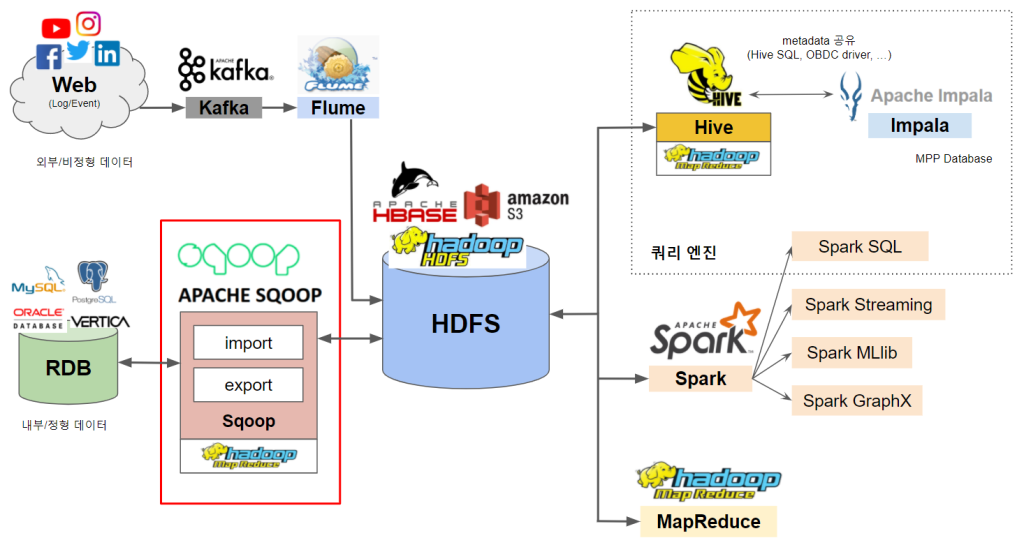 Web
(Log/Event)
외부/비정형 데이터
APACHE
kafka
Kafka
FLUME
Flume
MySQL
PostgreSQL
ORACLE
DATABASE
VERTICA
RDB
내부/정형 데이터
sqoop
APACHE SQOOP
import
export
Sqoop
hadoop
Map Reduce
APACHE
HBASE
amazon
S3
hadoop
HDFS
HDFS
metadata 공유
(Hive SQL, OBDC driver, …)
HIVE
Hive
hadoop
Map Reduce
Apache Impala
Impala
MPP Database
쿼리 엔진
Spark SQL
Spark Streaming
Spark MLlib
Spark GraphX
APACHE
Spark
Spark
hadoop
Map Reduce
MapReduce